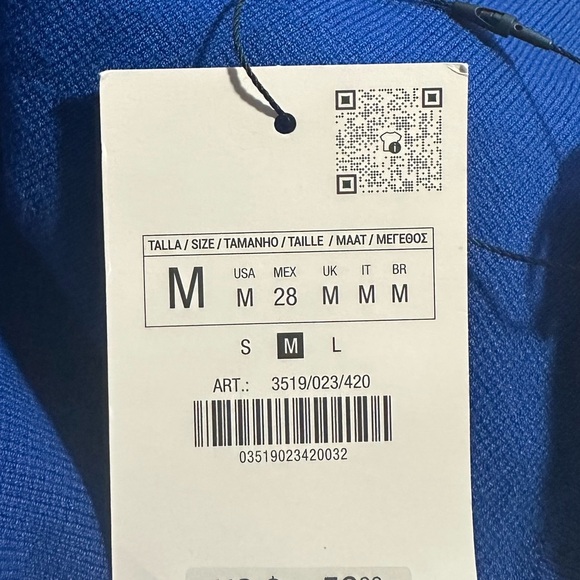 TALLA / SIZE / TAMANHO / TAILLE / MAAT / ΜΕΓΕΘΟΣ
M
USA MEX UK IT BR
M 28 M M M
S M L
ART.: 3519/023/420
03519023420032